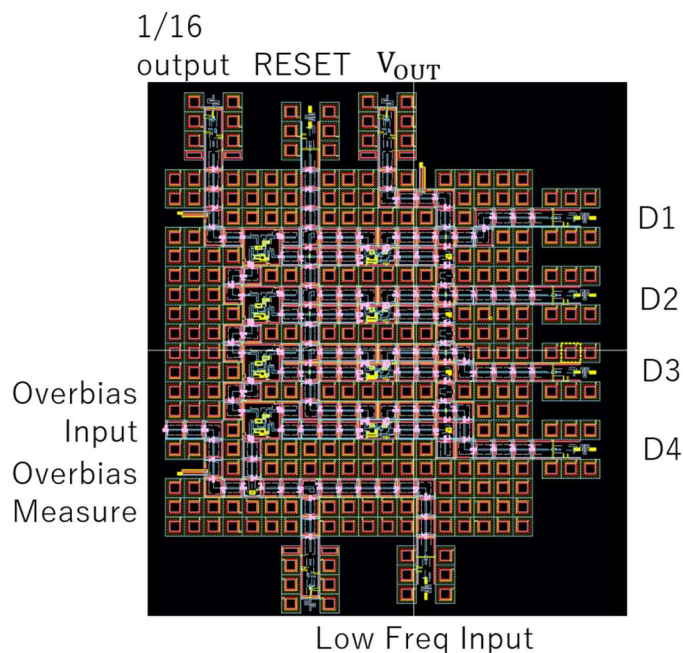 1/16
output RESET V_OUT
D1
D2
D3
Overbias
Input
D4
Overbias
Measure
Low Freq Input